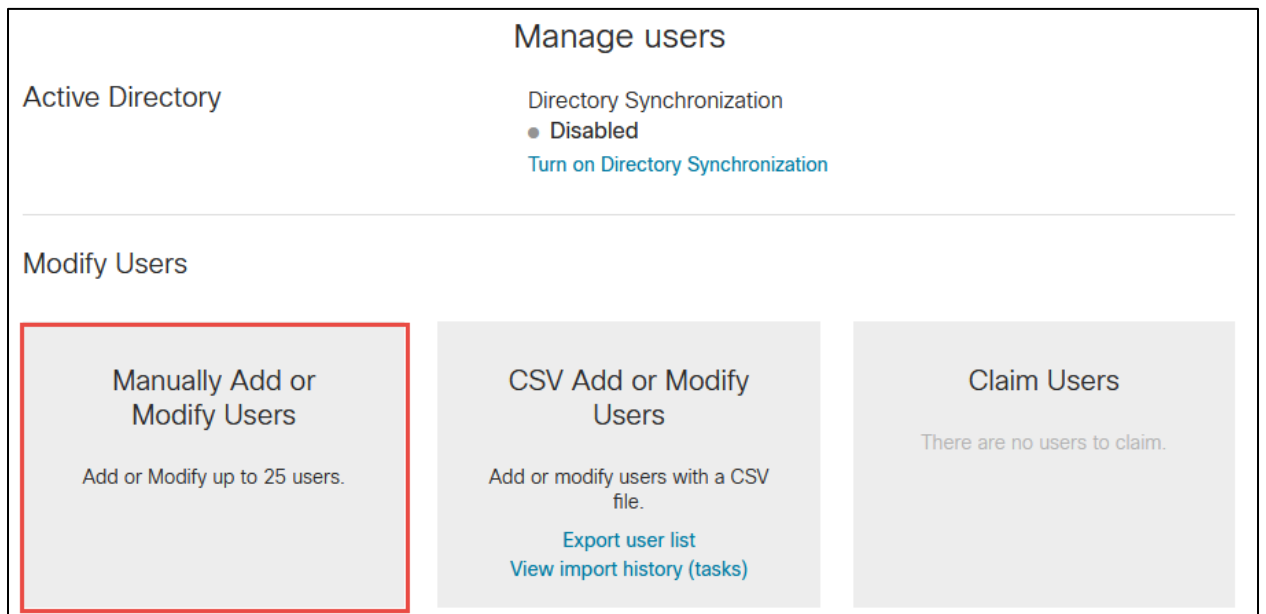 Manage users
Active Directory
Directory Synchronization
Disabled
Turn on Directory Synchronization
Modify Users
Manually Add or
Modify Users
Add or Modify up to 25 users.
CSV Add or Modify
Users
Add or modify users with a CSV
file.
Export user list
View import history (tasks)
Claim Users
There are no users to claim.